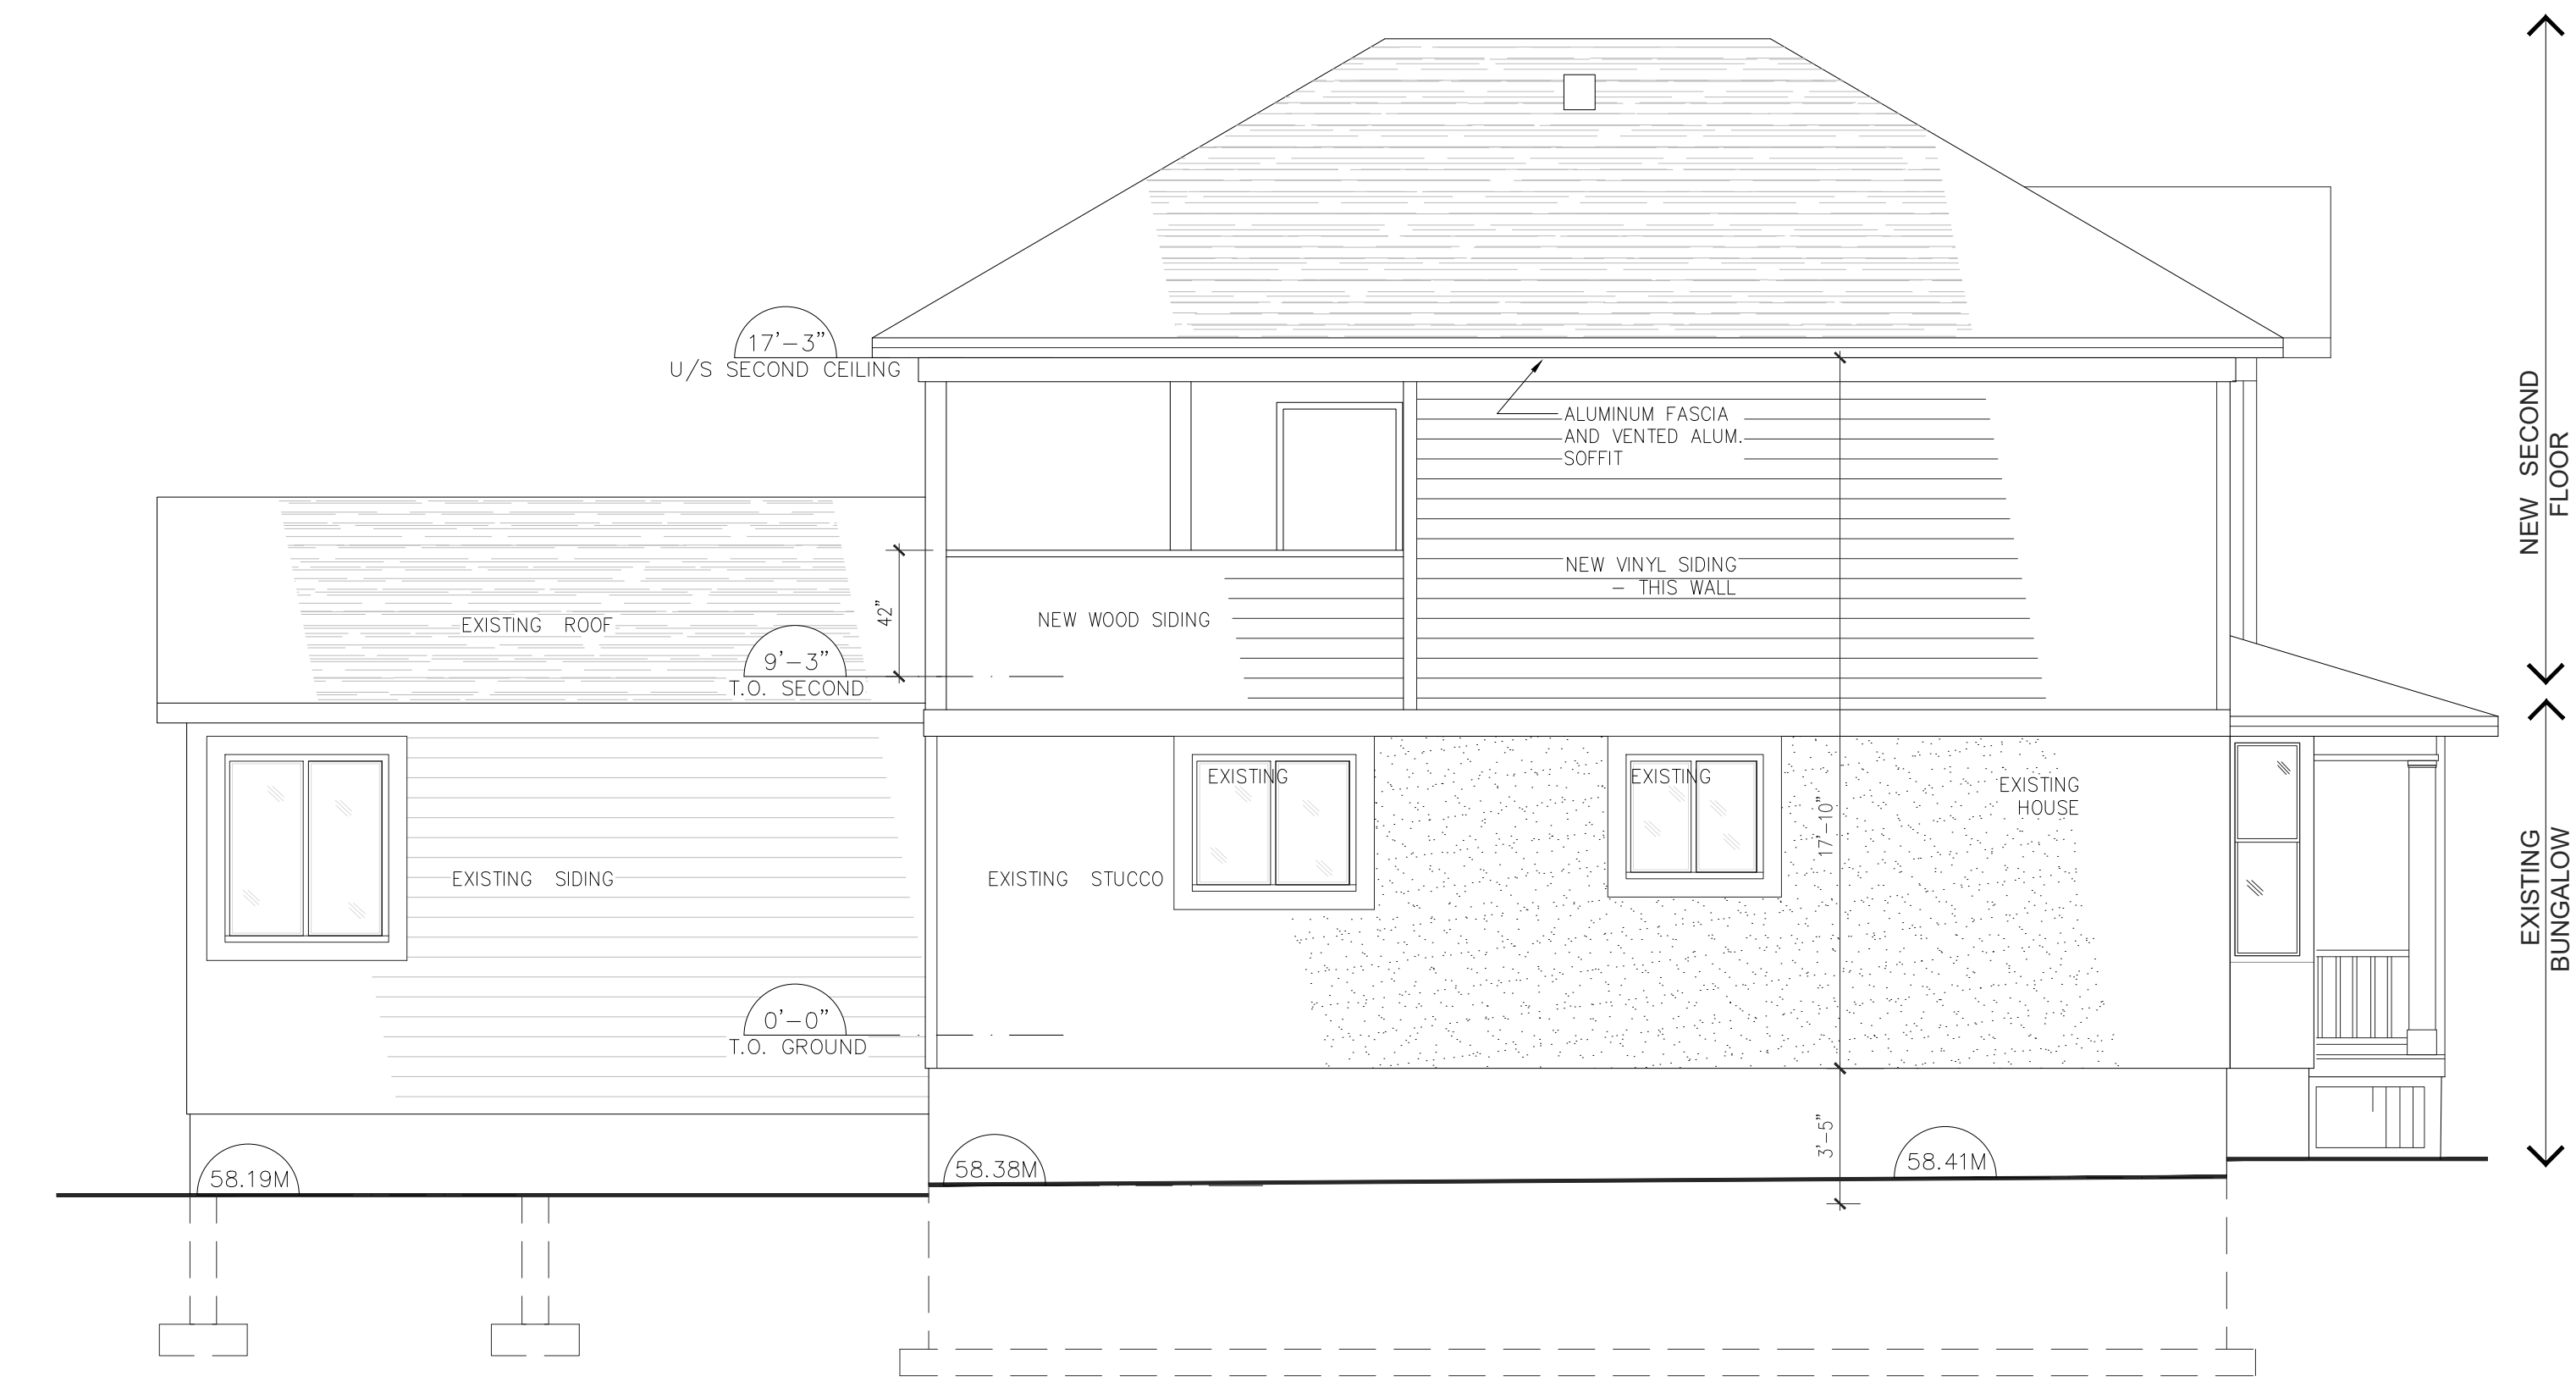 17'-3"
U/S SECOND CEILING
ALUMINUM FASCIA
AND VENTED ALUM.
SOFFIT
NEW SECOND
FLOOR
NEW VINYL SIDING
- THIS WALL
42"
NEW WOOD SIDING
EXISTING ROOF
9'-3"
T.O. SECOND
EXISTING
EXISTING
EXISTING
HOUSE
17'-10"
EXISTING SIDING
EXISTING STUCCO
EXISTING
BUNGALOW
0'-0"
T.O. GROUND
3'-5"
58.19M
58.38M
58.41M